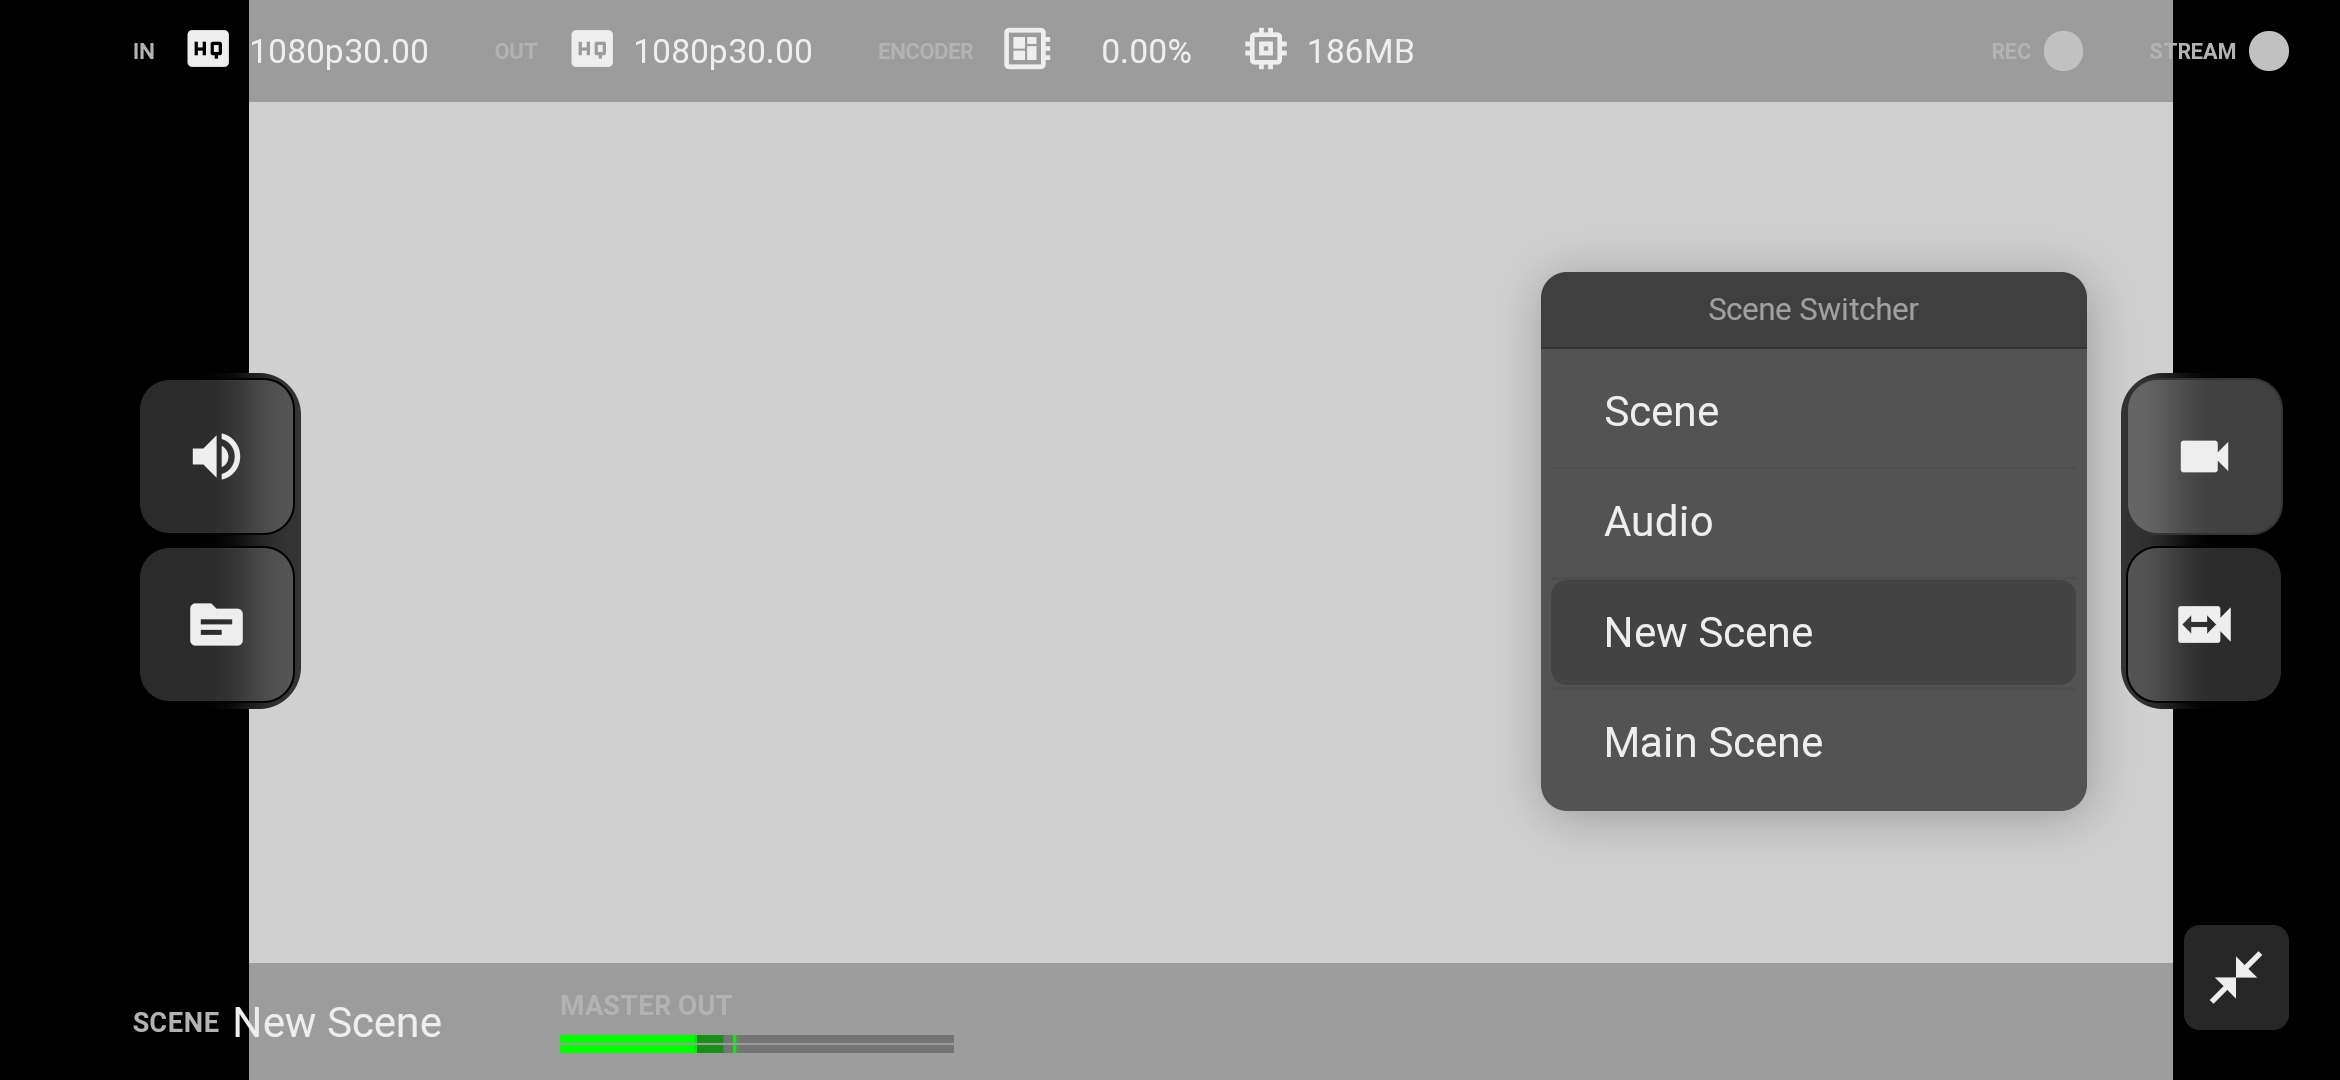 IN HQ 1080p30.00 OUT HQ 1080p30.00 ENCODER 0.00% 186MB REC STREAM
Scene Switcher
Scene
Audio
New Scene
Main Scene
MASTER OUT
SCENE New Scene